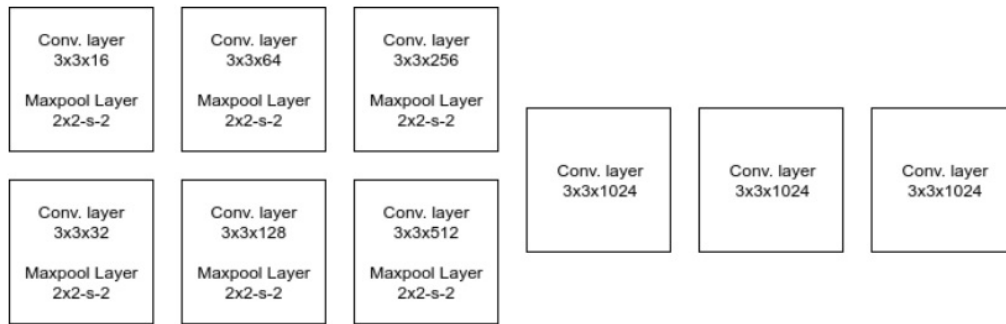 Conv. layer
3x3x16
Maxpool Layer
2x2-s-2
Conv. layer
3x3x32
Maxpool Layer
2x2-s-2
Conv. layer
3x3x64
Maxpool Layer
2x2-s-2
Conv. layer
3x3x128
Maxpool Layer
2x2-s-2
Conv. layer
3x3x256
Maxpool Layer
2x2-s-2
Conv. layer
3x3x512
Maxpool Layer
2x2-s-2
Conv. layer
3x3x1024
Conv. layer
3x3x1024
Conv. layer
3x3x1024